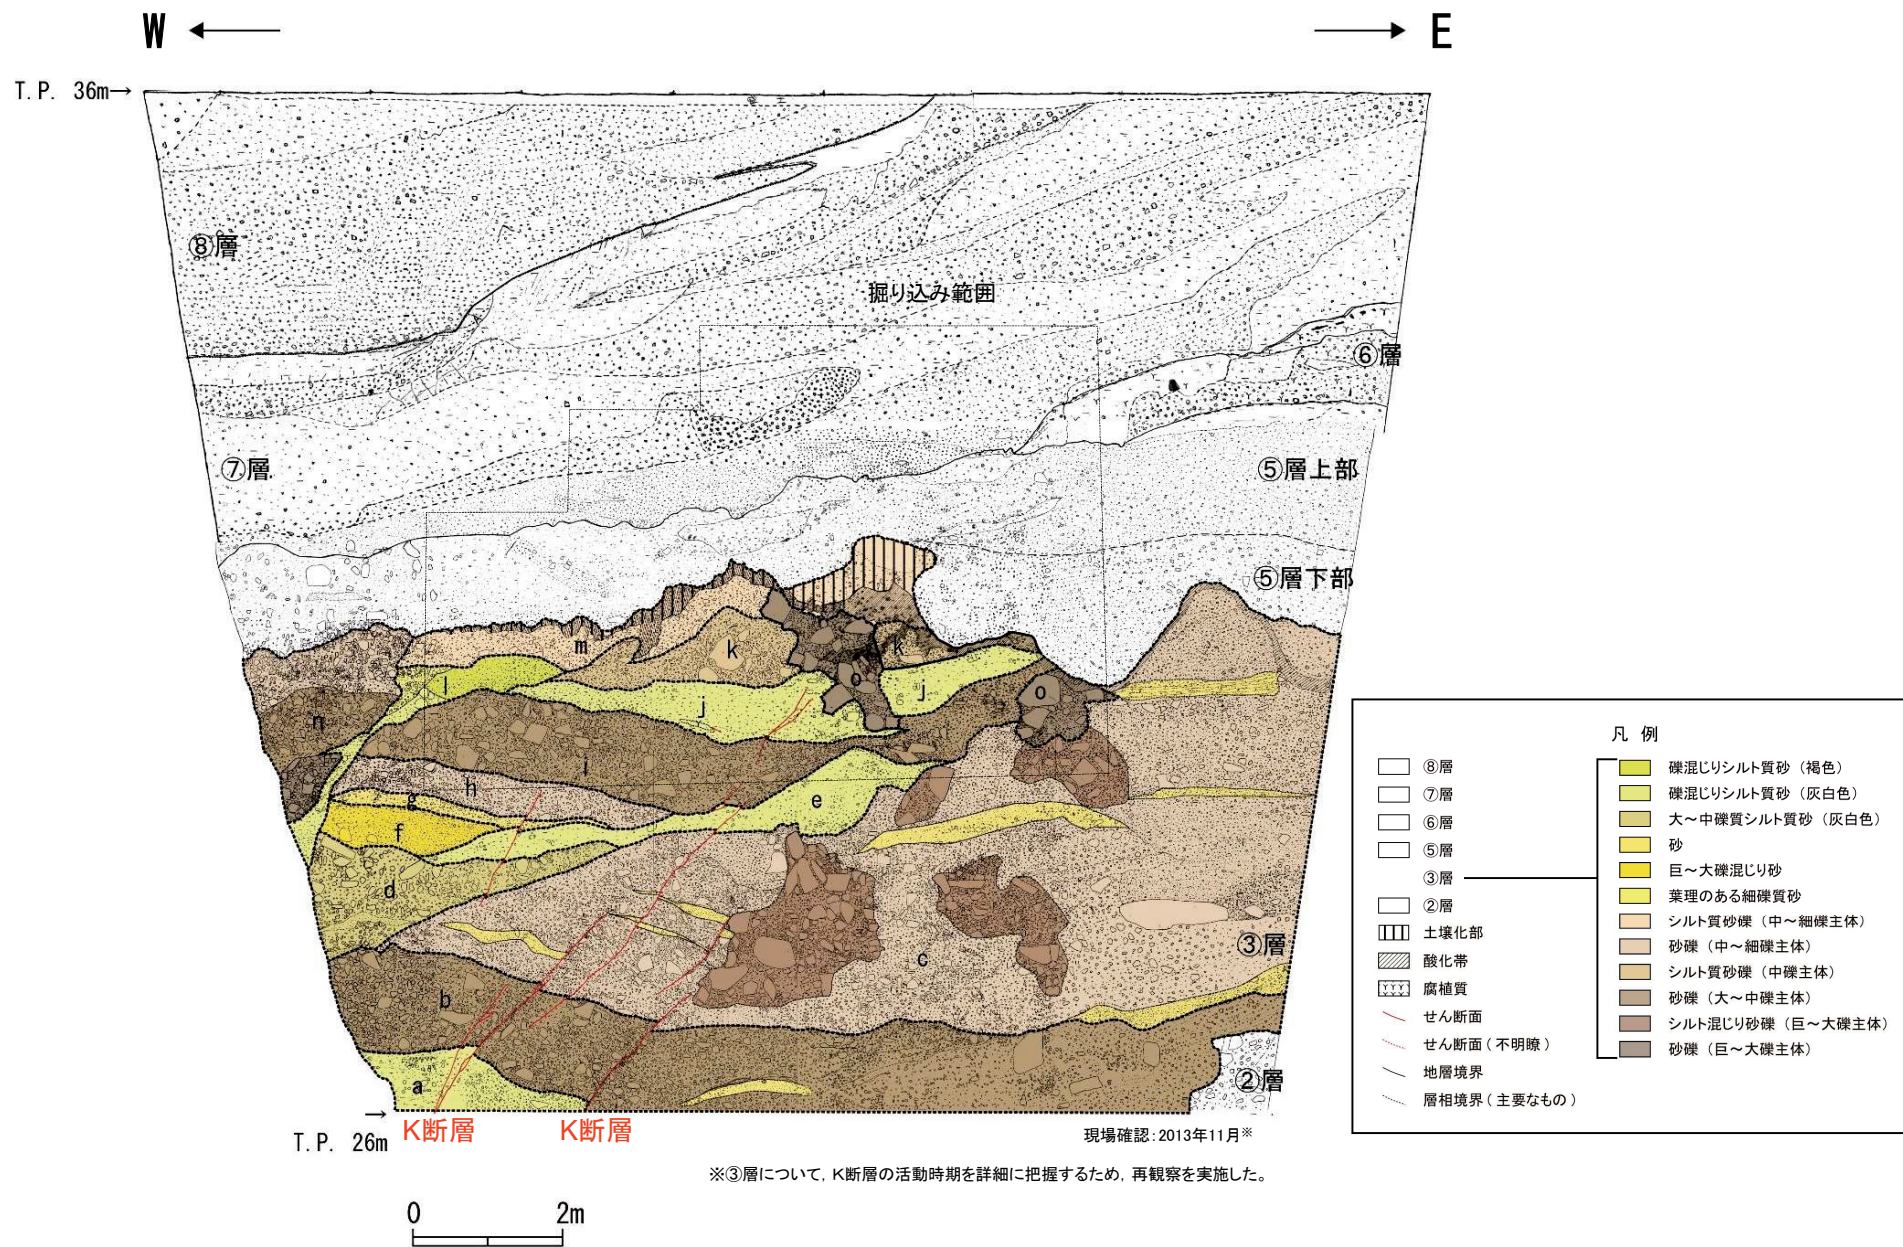 W E
T.P. 36m→
⑧層
掘り込み範囲
⑥層
⑦層
⑤層上部
⑤層下部
m
k
k
l
j
o
j
o
n
i
h
g
e
f
d
c
③層
b
a
②層
→
T.P. 26m
K断層
K断層
現場確認:2013年11月※
※③層について,K断層の活動時期を詳細に把握するため,再観察を実施した。
0 2m
凡 例
⑧層
⑦層
⑥層
⑤層
③層
②層
土壌化部
酸化帯
腐植質
せん断面
せん断面(不明瞭)
地層境界
層相境界(主要なもの)
礫混じりシルト質砂(褐色)
礫混じりシルト質砂(灰白色)
大~中礫質シルト質砂(灰白色)
砂
巨~大礫混じり砂
葉理のある細礫質砂
シルト質砂礫(中~細礫主体)
砂礫(中~細礫主体)
シルト質砂礫(中礫主体)
砂礫(大~中礫主体)
シルト混じり砂礫(巨~大礫主体)
砂礫(巨~大礫主体)